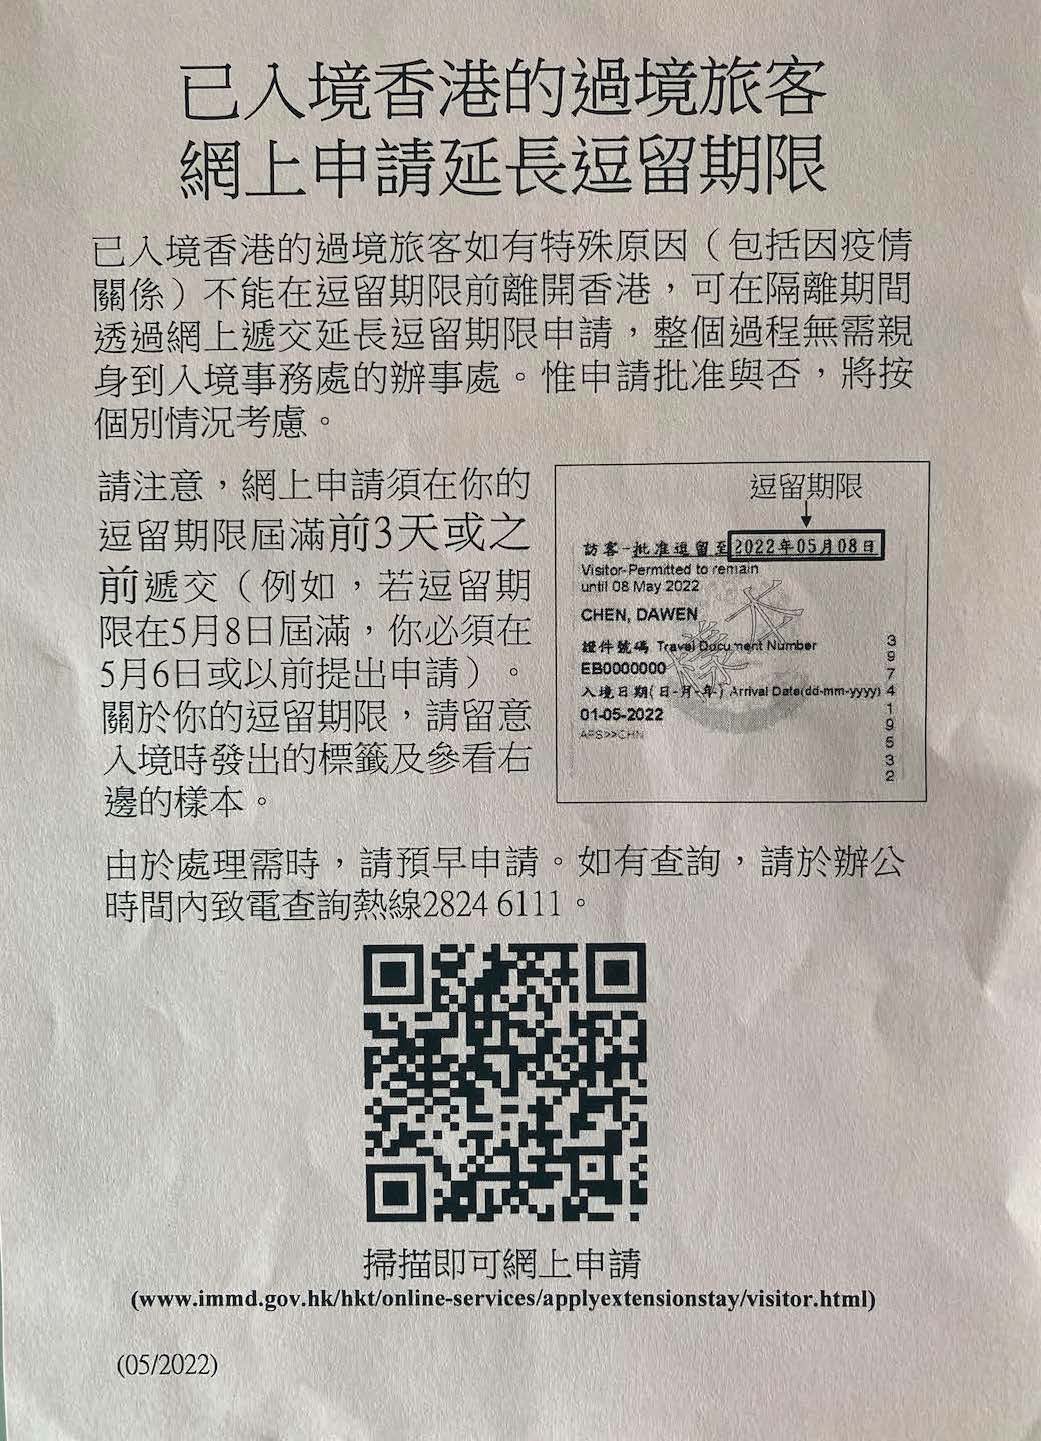 已入境香港的過境旅客
網上申請延長逗留期限
已入境香港的過境旅客如有特殊原因（包括因疫情
關係）不能在逗留期限前離開香港，可在隔離期間
透過網上遞交延長逗留期限申請，整個過程無需親
身到入境事務處的辦事處。惟申請批准與否，將按
個別情況考慮。
請注意，網上申請須在你的
逗留期限屆滿前3天或之
前遞交（例如，若逗留期
限在5月8日屆滿，你必須在
5月6日或以前提出申請）。
關於你的逗留期限，請留意
入境時發出的標籤及參看右
邊的樣本。
逗留期限
訪客-批准逗留至2022年05月08日
Visitor-Permitted to remain
until 08 May 2022
CHEN, DAWEN
證件號碼 Travel Document Number
EB0000000
入境日期(日-月-年) Arrival Date(dd-mm-yyyy)
01-05-2022
APS>>CHN
397419532
樣本
由於處理需時，請預早申請。如有查詢，請於辦公
時間內致電查詢熱線2824 6111。
掃描即可網上申請
(www.immd.gov.hk/hkt/online-services/applyextensionstay/visitor.html)
(05/2022)